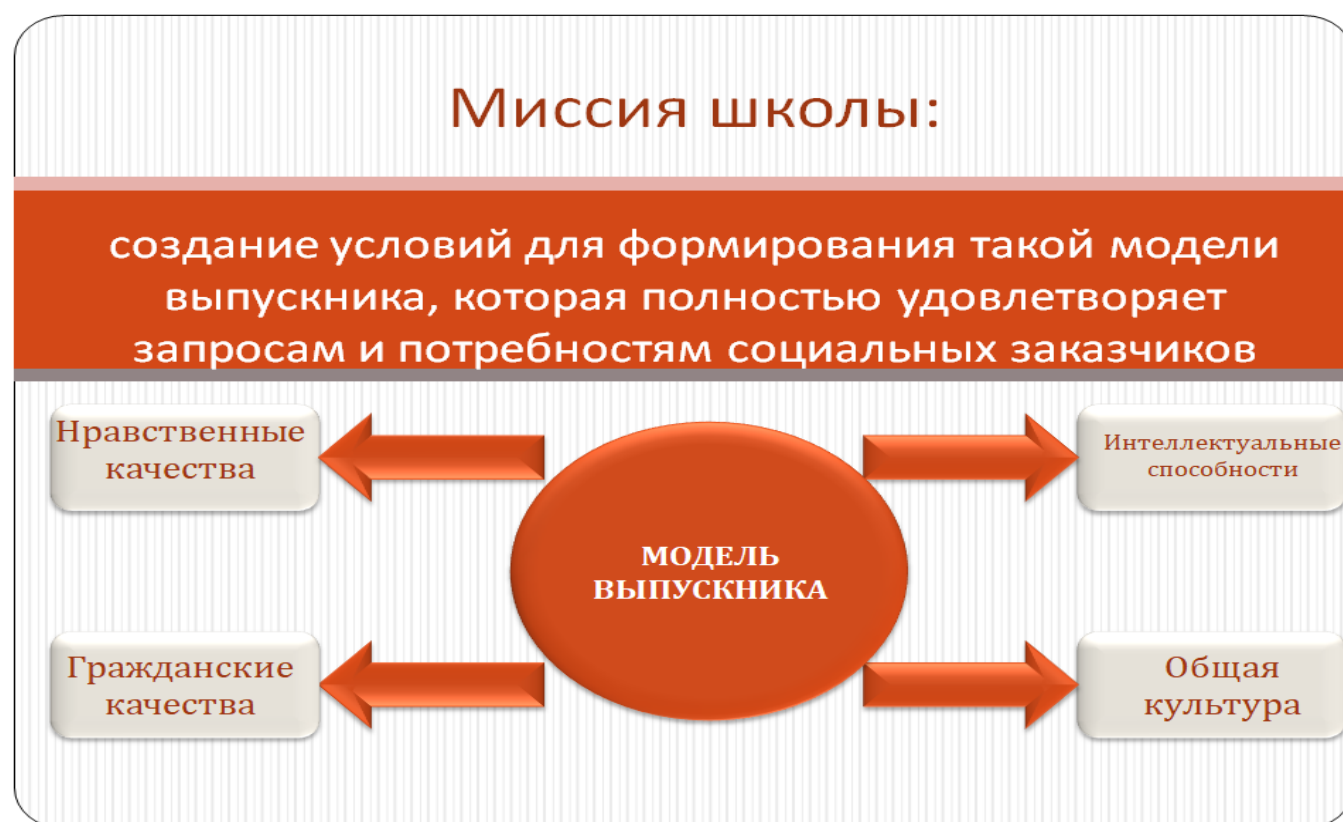 Миссия школы:
создание условий для формирования такой модели
выпускника, которая полностью удовлетворяет
запросам и потребностям социальных заказчиков
Нравственные
качества
Интеллектуальные
способности
МОДЕЛЬ
ВЫПУСКНИКА
Гражданские
качества
Общая
культура